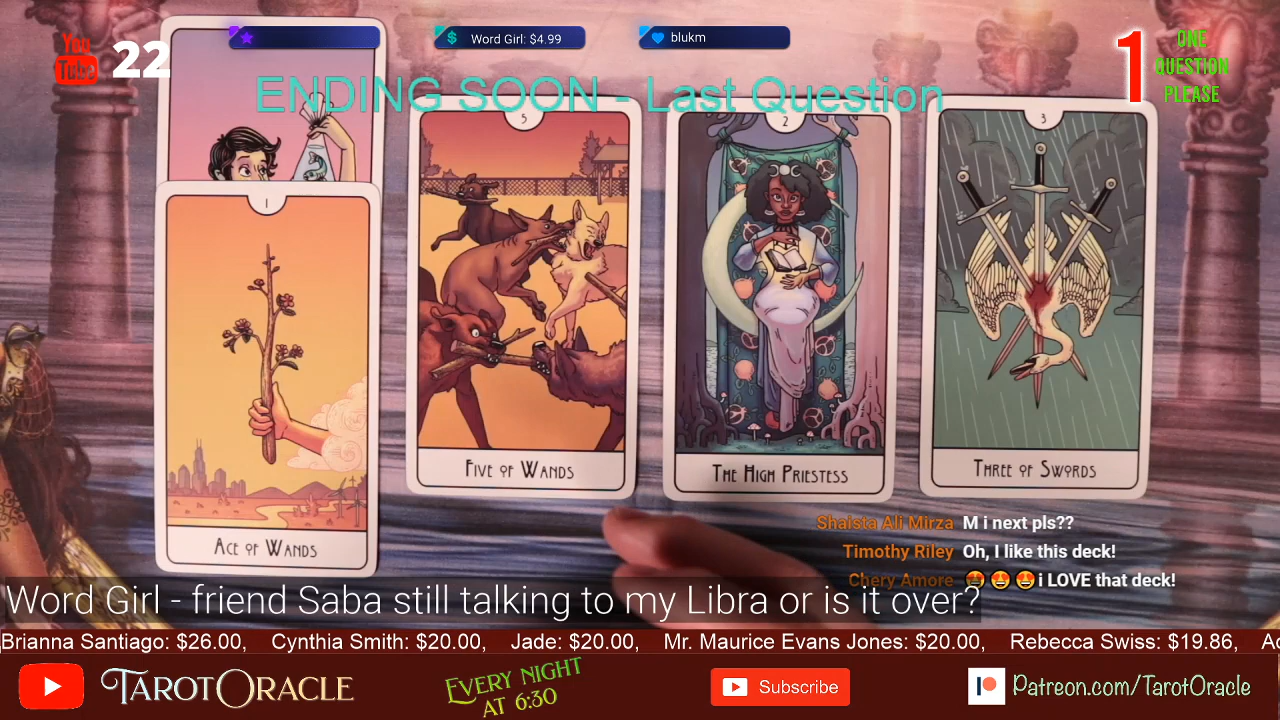 You
Tube
22
Word Girl: $4.99
blukm
1
ONE
QUESTION
PLEASE
ENDING SOON - Last Question
1
ACE OF WANDS
5
FIVE OF WANDS
2
THE HIGH PRIESTESS
3
THREE OF SWORDS
Shaista Ali Mirza M i next pls??
Timothy Riley Oh, I like this deck!
Chery Amore 🤩 🤩 🤩 i LOVE that deck!
Word Girl - friend Saba still talking to my Libra or is it over?
Brianna Santiago: $26.00, Cynthia Smith: $20.00, Jade: $20.00, Mr. Maurice Evans Jones: $20.00, Rebecca Swiss: $19.86,
TAROTORACLE
EVERY NIGHT
AT 6:30
Subscribe
Patreon.com/TarotOracle